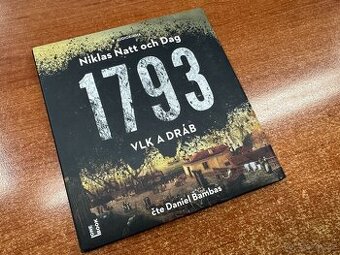 Niklas Natt och Dag
1793
VLK A DRÁB
čte Daniel Bambas